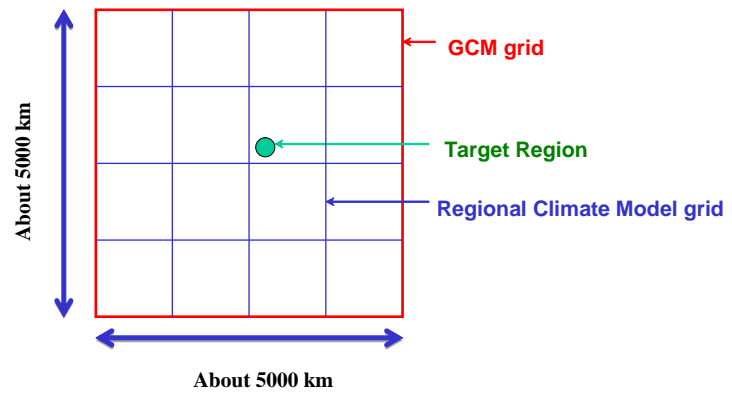 GCM grid
Target Region
Regional Climate Model grid
About 5000 km
About 5000 km